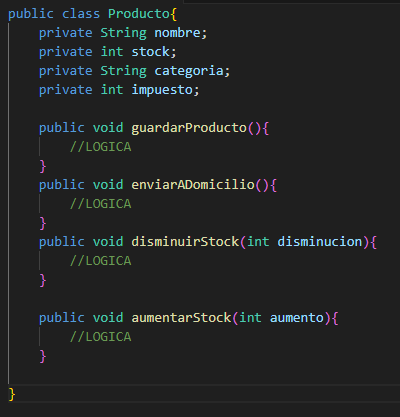 public class Producto{
    private String nombre;
    private int stock;
    private String categoria;
    private int impuesto;

    public void guardarProducto(){
        //LOGICA
    }
    public void enviarADomicilio(){
        //LOGICA
    }
    public void disminuirStock(int disminucion){
        //LOGICA
    }

    public void aumentarStock(int aumento){
        //LOGICA
    }

}